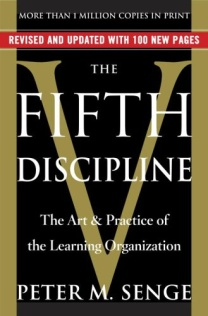 MORE THAN 1 MILLION COPIES IN PRINT
REVISED AND UPDATED WITH 100 NEW PAGES
V
THE
FIFTH
DISCIPLINE
The Art & Practice of
the Learning Organization
PETER M. SENGE